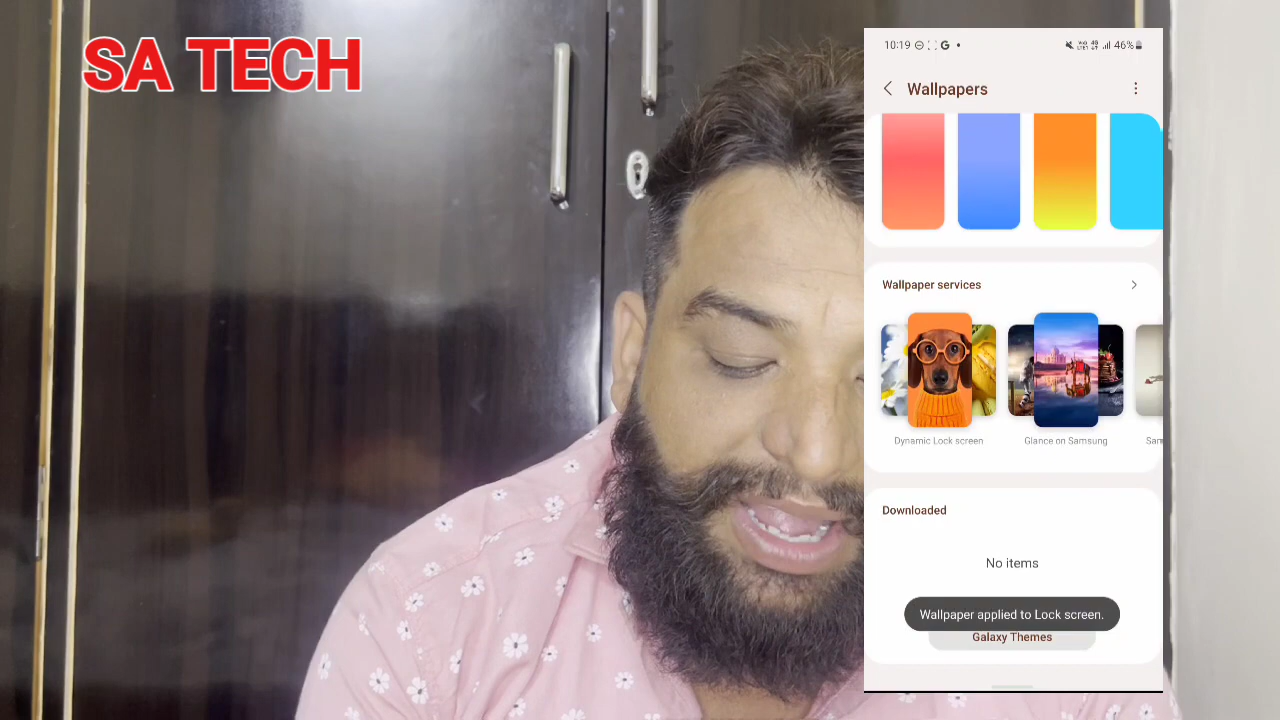 SA TECH
10:19
46%
Wallpapers
Wallpaper services
Dynamic Lock screen
Glance on Samsung
Sam
Downloaded
No items
Wallpaper applied to Lock screen.
Galaxy Themes